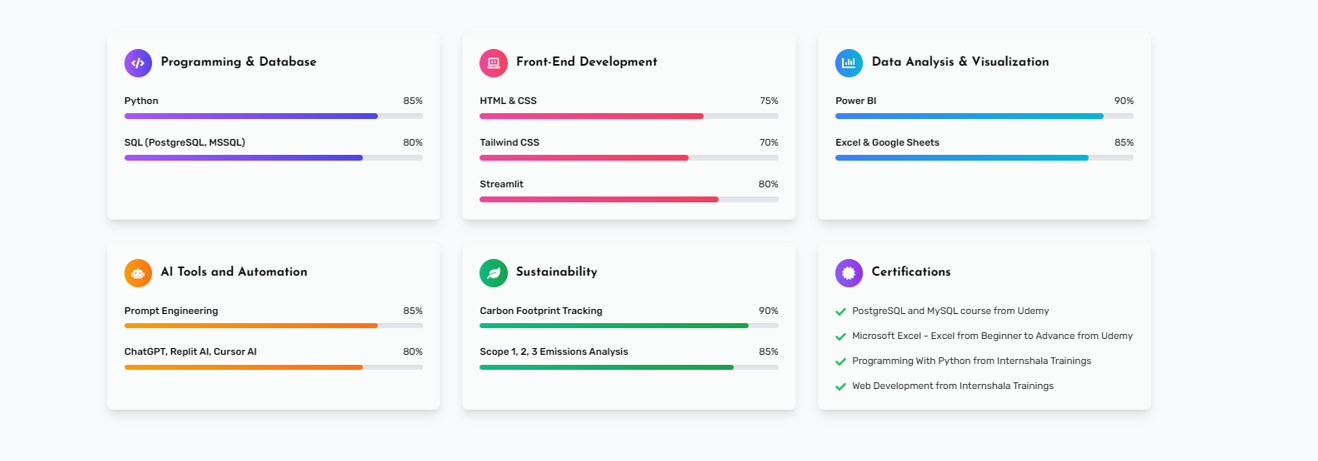 Programming & Database
Python 85%
SQL (PostgreSQL, MSSQL) 80%
Front-End Development
HTML & CSS 75%
Tailwind CSS 70%
Streamlit 80%
Data Analysis & Visualization
Power BI 90%
Excel & Google Sheets 85%
AI Tools and Automation
Prompt Engineering 85%
ChatGPT, Replit AI, Cursor AI 80%
Sustainability
Carbon Footprint Tracking 90%
Scope 1, 2, 3 Emissions Analysis 85%
Certifications
PostgreSQL and MySQL course from Udemy
Microsoft Excel - Excel from Beginner to Advance from Udemy
Programming With Python from Internshala Trainings
Web Development from Internshala Trainings